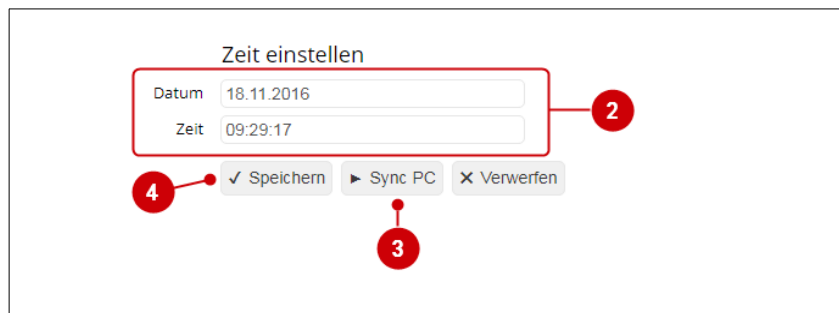 Zeit einstellen
Datum 18.11.2016
2
Zeit 09:29:17
4 ✓ Speichern ► Sync PC ✕ Verwerfen
3